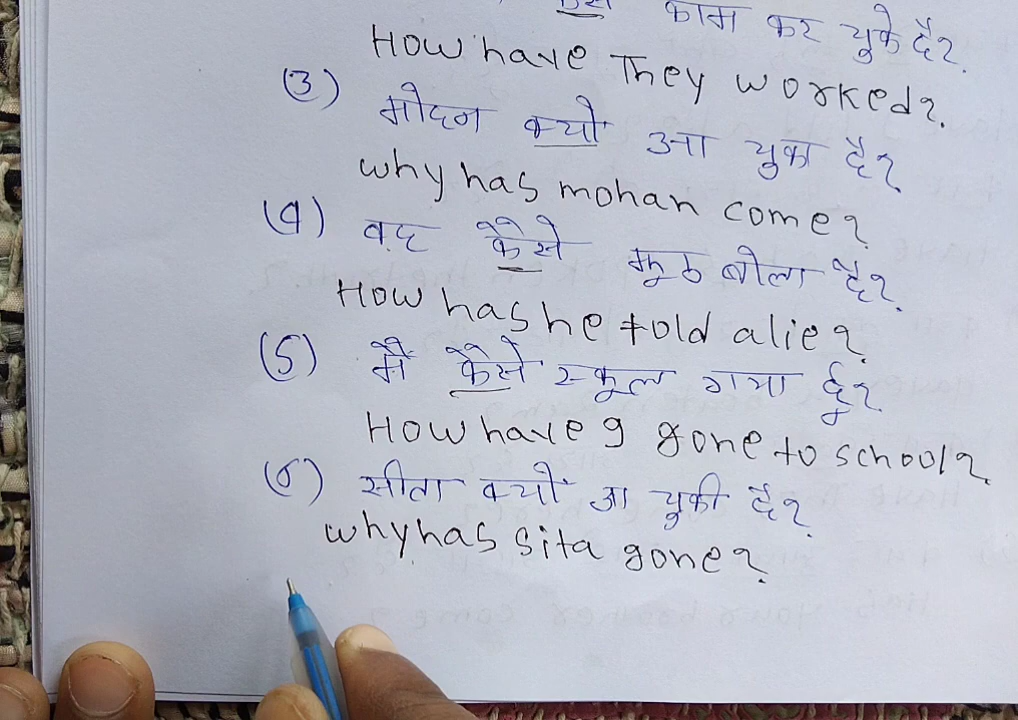 कैसे काम कर चुके है?
How have They worked?
(3) मोहन क्यों आ चुका है?
why has mohan come?
(4) वह कैसे झूठ बोला है?
How has he told a lie?
(5) मैं कैसे स्कूल गया हूँ?
How have I gone to school?
(6) सीता क्यों आ चुकी है?
why has sita gone?